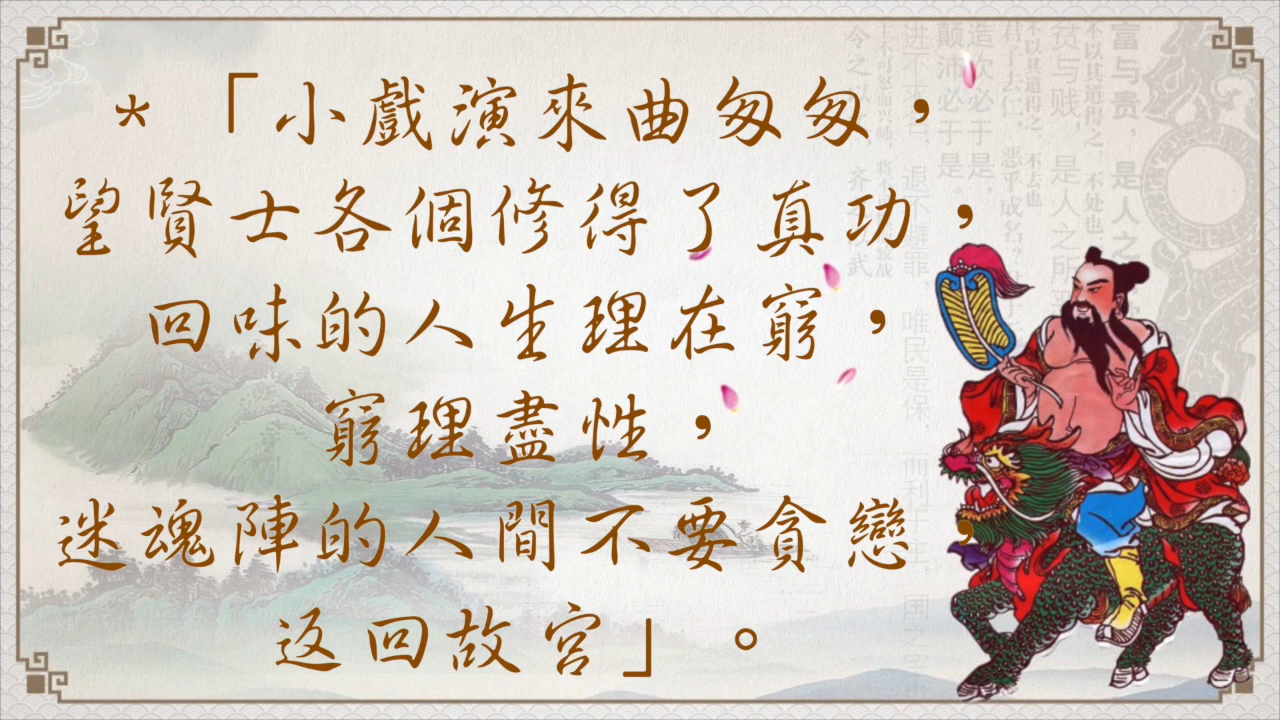 * 「小戲演來曲匆匆，
望賢士各個修得了真功，
回味的人生理在窮，
窮理盡性，
迷魂陣的人間不要貪戀，
返回故宮」。